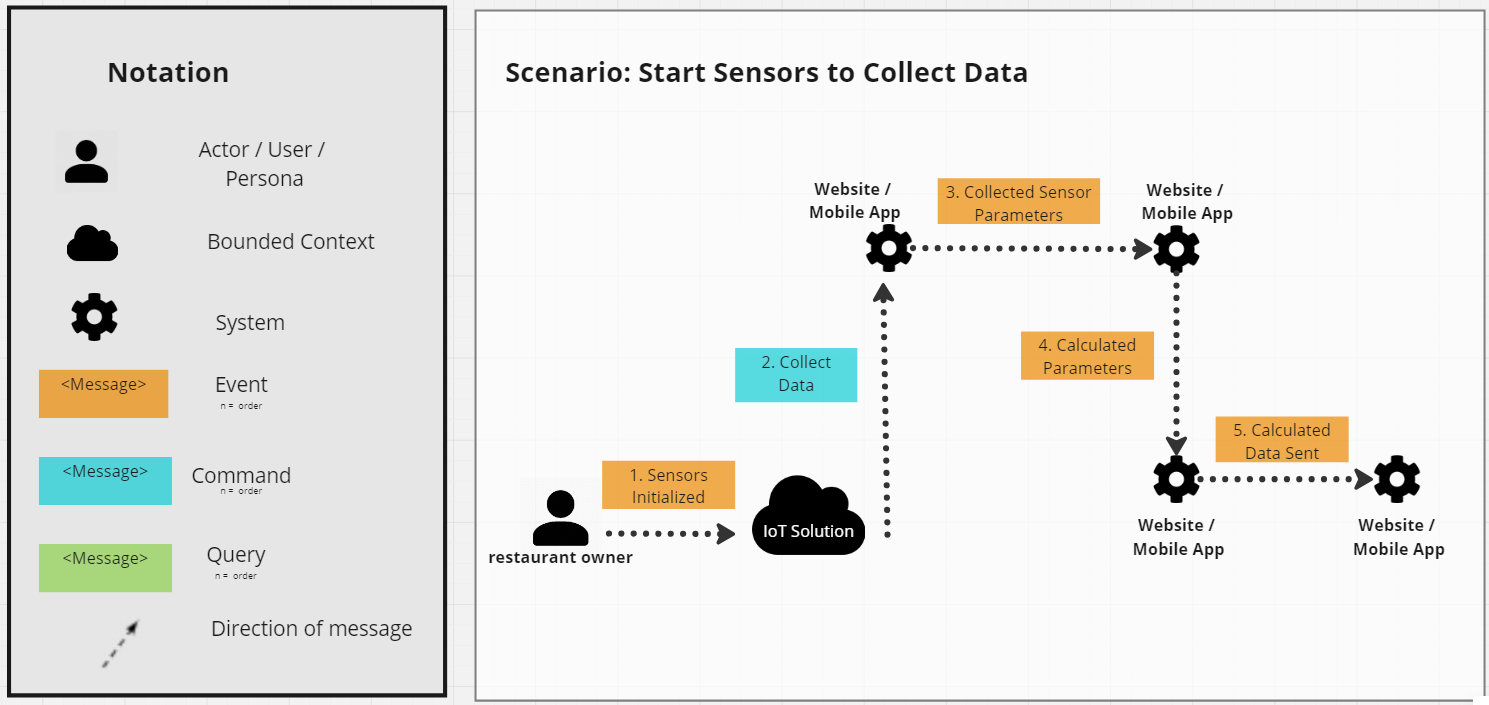 Notation
Actor / User /
Persona
Bounded Context
System
<Message>
Event
n = order
<Message>
Command
n = order
<Message>
Query
n = order
Direction of message
Scenario: Start Sensors to Collect Data
Website /
Mobile App
3. Collected Sensor
Parameters
Website /
Mobile App
2. Collect
Data
4. Calculated
Parameters
1. Sensors
Initialized
5. Calculated
Data Sent
restaurant owner
IoT Solution
Website /
Mobile App
Website /
Mobile App